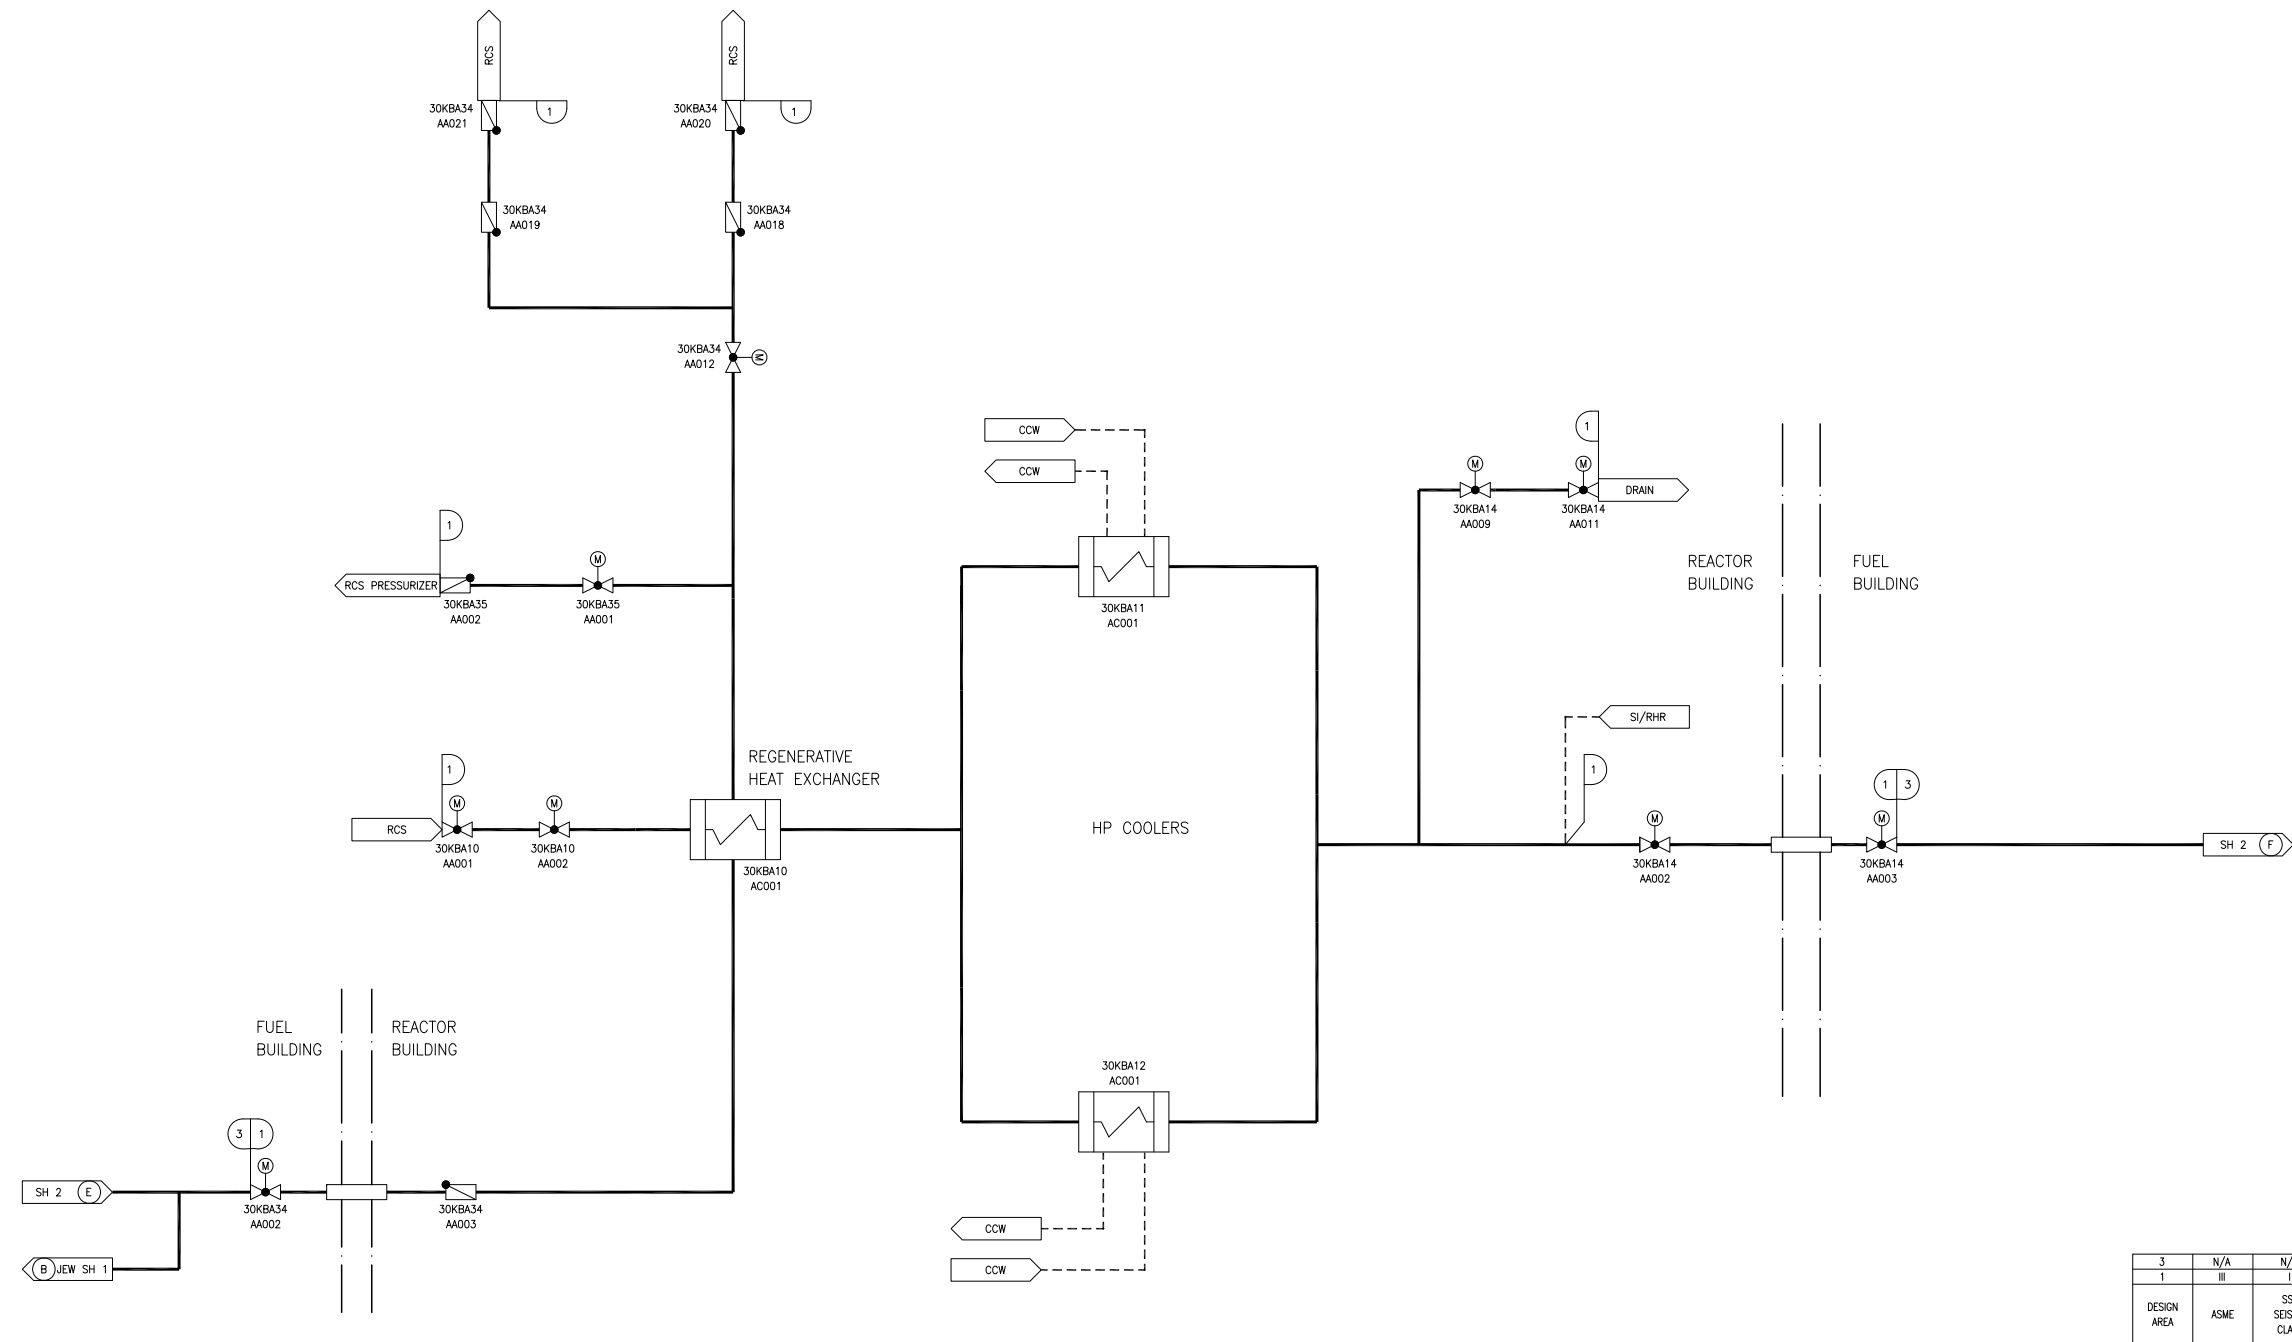 RCS
RCS
30KBA34
AA021
1
30KBA34
AA020
1
30KBA34
AA019
30KBA34
AA018
30KBA34
AA012
M
CCW
CCW
1
M
M
DRAIN
30KBA14
AA009
30KBA14
AA011
1
M
RCS PRESSURIZER
30KBA35
AA002
30KBA35
AA001
30KBA11
AC001
REACTOR
BUILDING
FUEL
BUILDING
SI/RHR
REGENERATIVE
HEAT EXCHANGER
1
M
M
RCS
30KBA10
AA001
30KBA10
AA002
30KBA10
AC001
HP COOLERS
1
M
1 3
M
30KBA14
AA002
30KBA14
AA003
SH 2 F
FUEL
BUILDING
REACTOR
BUILDING
30KBA12
AC001
3 1
M
SH 2 E
30KBA34
AA002
30KBA34
AA003
B JEW SH 1
CCW
CCW
3 N/A
1 III
DESIGN
AREA
ASME